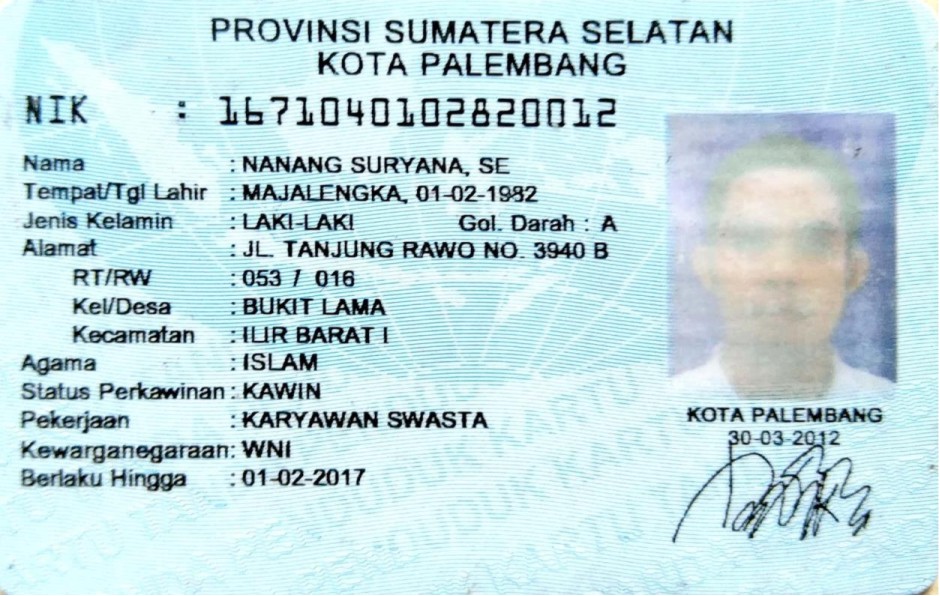 PROVINSI SUMATERA SELATAN
KOTA PALEMBANG
NIK : 1671040102820012
Nama : NANANG SURYANA, SE
Tempat/Tgl Lahir : MAJALENGKA, 01-02-1982
Jenis Kelamin : LAKI-LAKI Gol. Darah : A
Alamat : JL. TANJUNG RAWO NO. 3940 B
RT/RW : 053 / 016
Kel/Desa : BUKIT LAMA
Kecamatan : ILIR BARAT I
Agama : ISLAM
Status Perkawinan : KAWIN
Pekerjaan : KARYAWAN SWASTA
Kewarganegaraan : WNI
Berlaku Hingga : 01-02-2017
KOTA PALEMBANG
30-03-2012